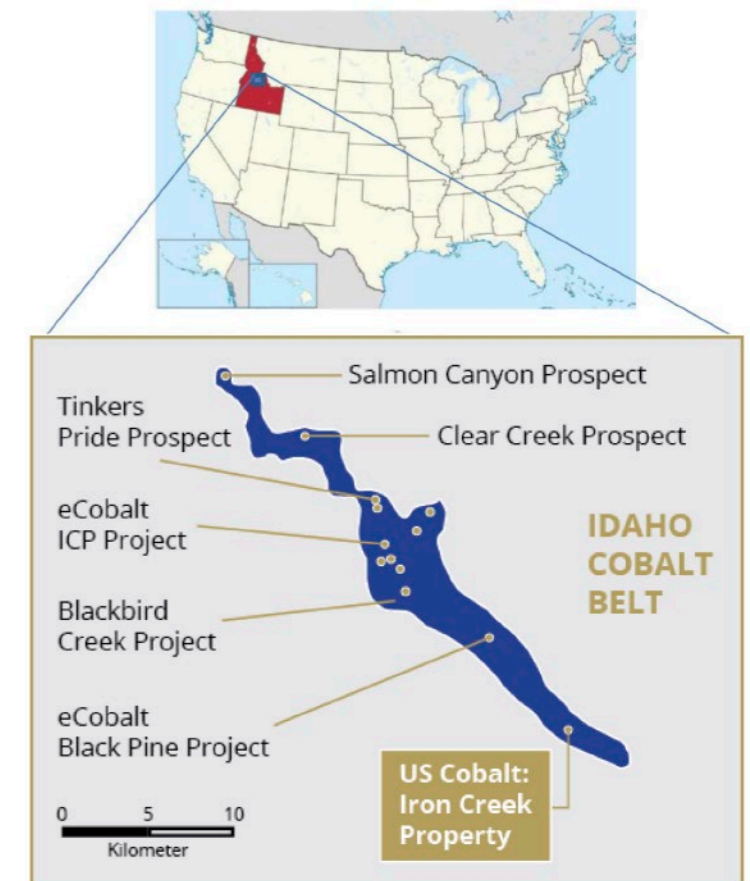 Salmon Canyon Prospect
Tinkers
Pride Prospect
Clear Creek Prospect
eCobalt
ICP Project
IDAHO
COBALT
BELT
Blackbird
Creek Project
eCobalt
Black Pine Project
US Cobalt:
Iron Creek
Property
0 5 10
Kilometer